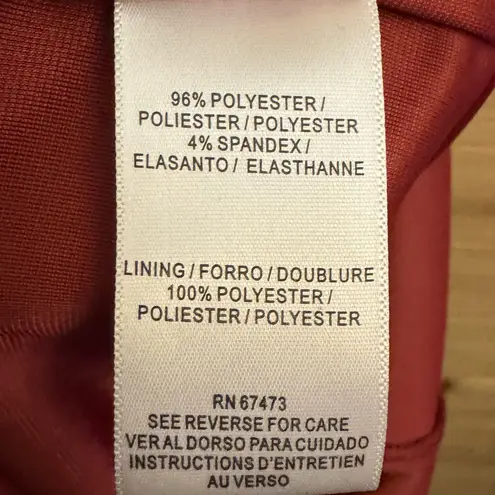 96% POLYESTER /
POLIESTER / POLYESTER
4% SPANDEX /
ELASANTO / ELASTHANNE
LINING / FORRO / DOUBLURE
100% POLYESTER /
POLIESTER / POLYESTER
RN 67473
SEE REVERSE FOR CARE
VER AL DORSO PARA CUIDADO
INSTRUCTIONS D'ENTRETIEN
AU VERSO